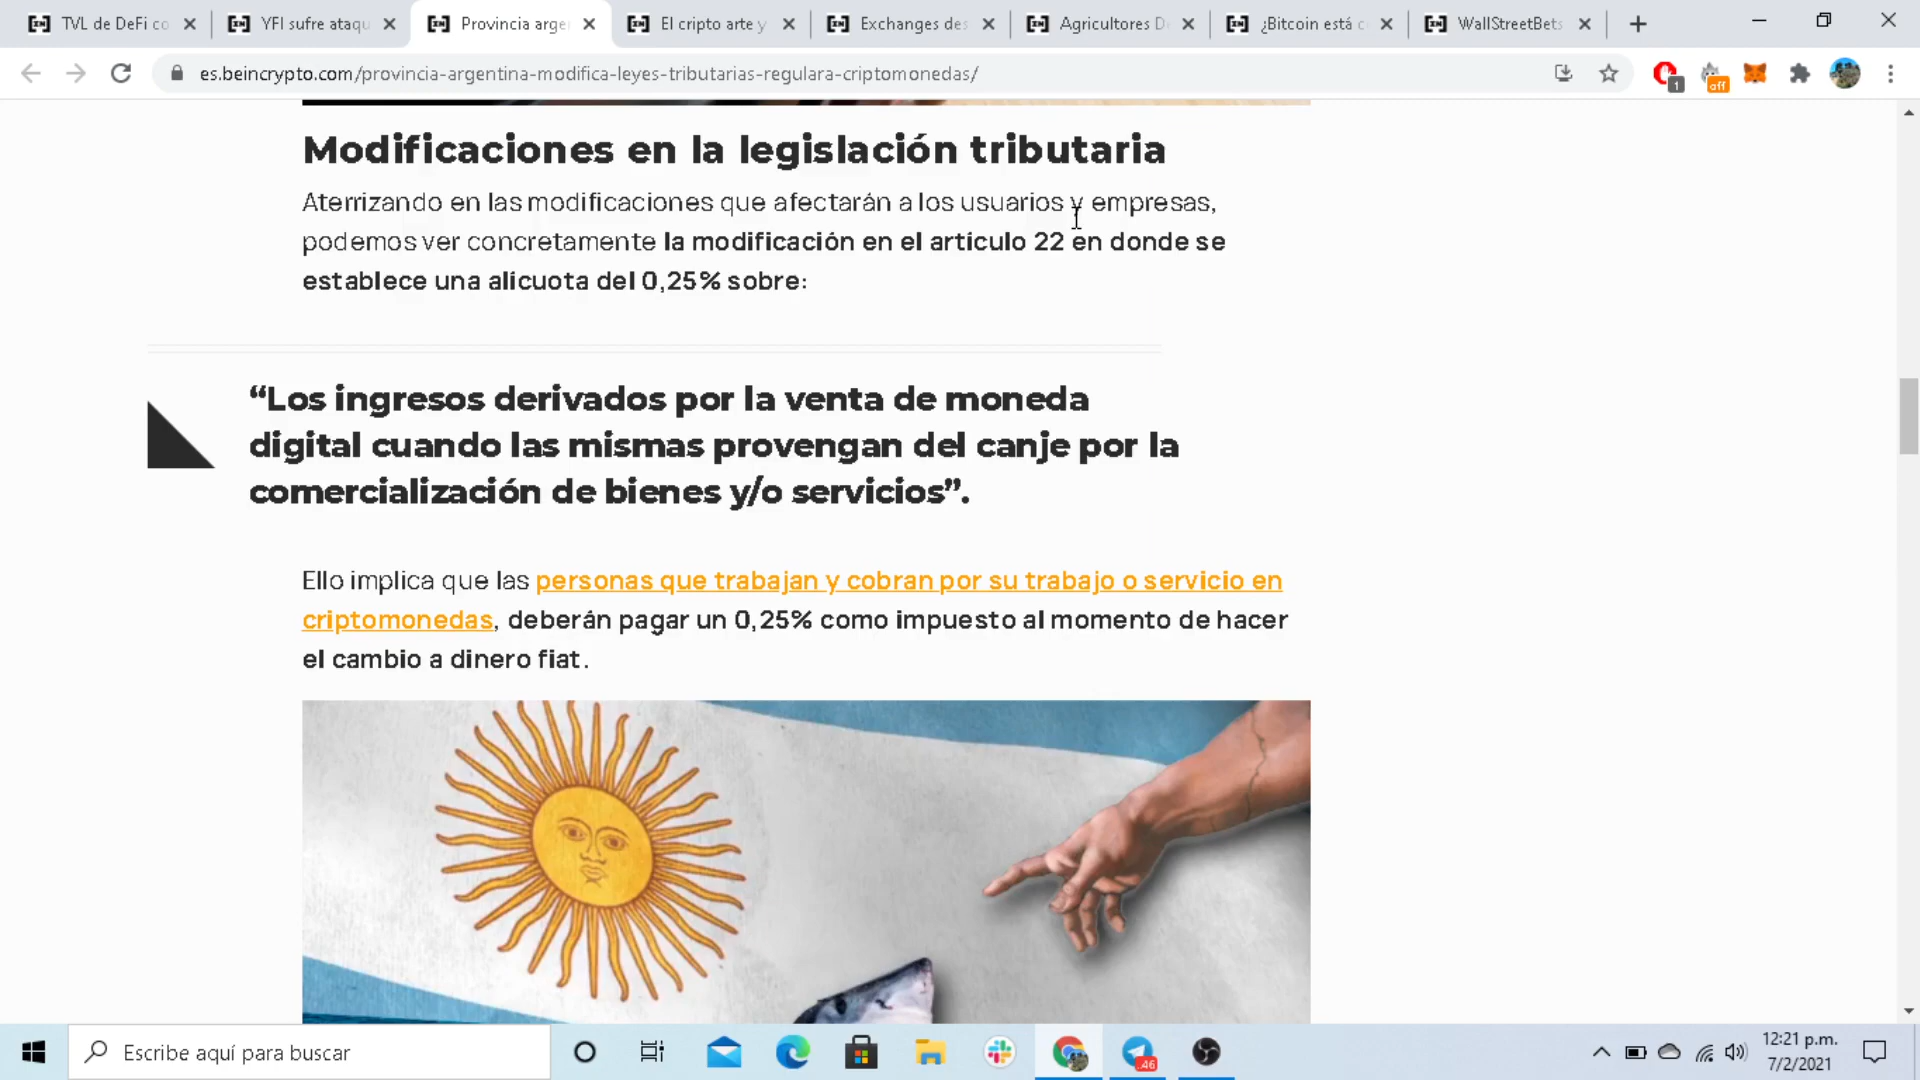 TVL de DeFi co
YFI sufre ataqu
Provincia arge
El cripto arte y
Exchanges des
Agricultores D
¿Bitcoin está c
WallStreetBets
es.beincrypto.com/provincia-argentina-modifica-leyes-tributarias-regulara-criptomonedas/
1
off
Modificaciones en la legislación tributaria
Aterrizando en las modificaciones que afectarán a los usuarios y empresas,
podemos ver concretamente la modificación en el artículo 22 en donde se
establece una alícuota del 0,25% sobre:
“Los ingresos derivados por la venta de moneda
digital cuando las mismas provengan del canje por la
comercialización de bienes y/o servicios”.
Ello implica que las personas que trabajan y cobran por su trabajo o servicio en
criptomonedas, deberán pagar un 0,25% como impuesto al momento de hacer
el cambio a dinero fiat.
Escribe aquí para buscar
46
12:21 p.m.
7/2/2021